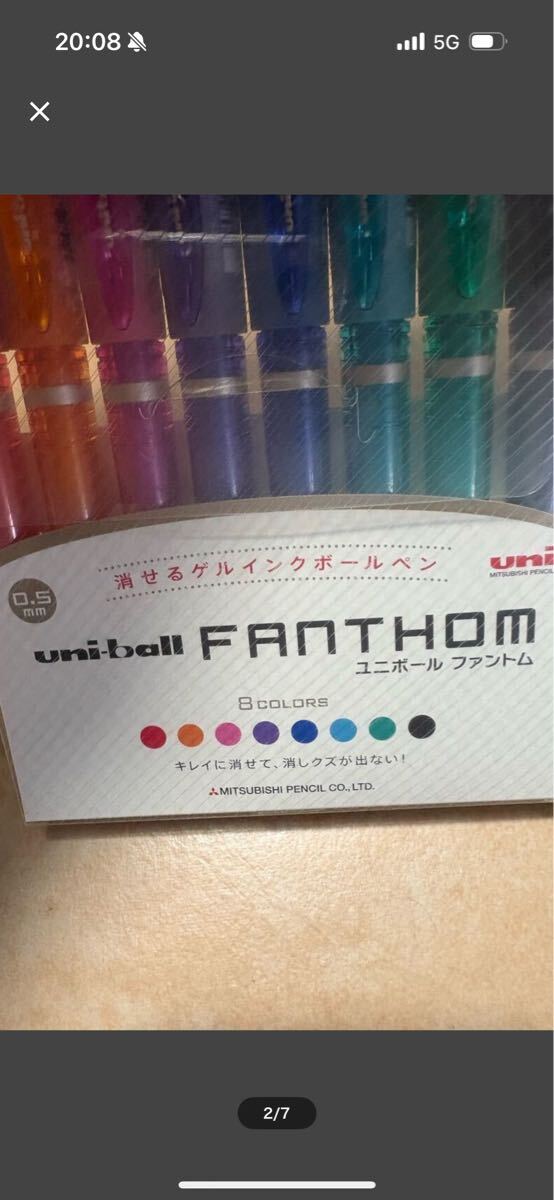 20:08
5G
消せるゲルインクボールペン
uni
MITSUBISHI PENCIL
0.5
mm
uni-ball FANTHOM
ユニボール ファントム
8 COLORS
キレイに消せて、消しクズが出ない!
MITSUBISHI PENCIL CO., LTD.
2/7